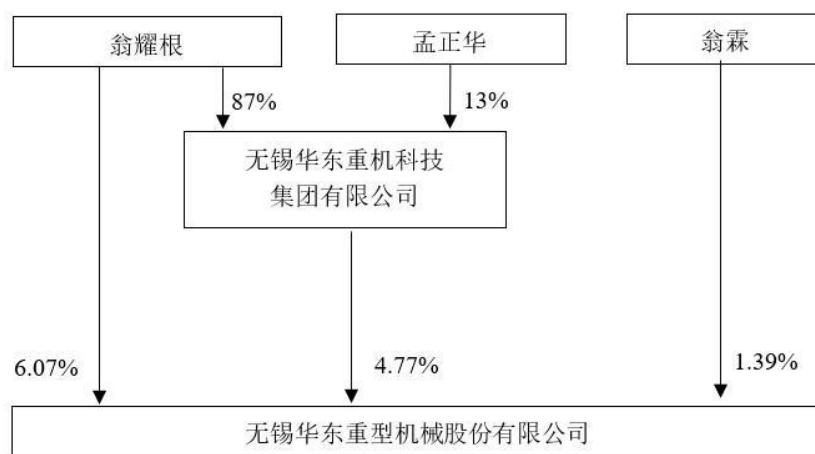 翁耀根
孟正华
翁霖
87%
13%
无锡华东重机科技
集团有限公司
6.07%
4.77%
1.39%
无锡华东重型机械股份有限公司